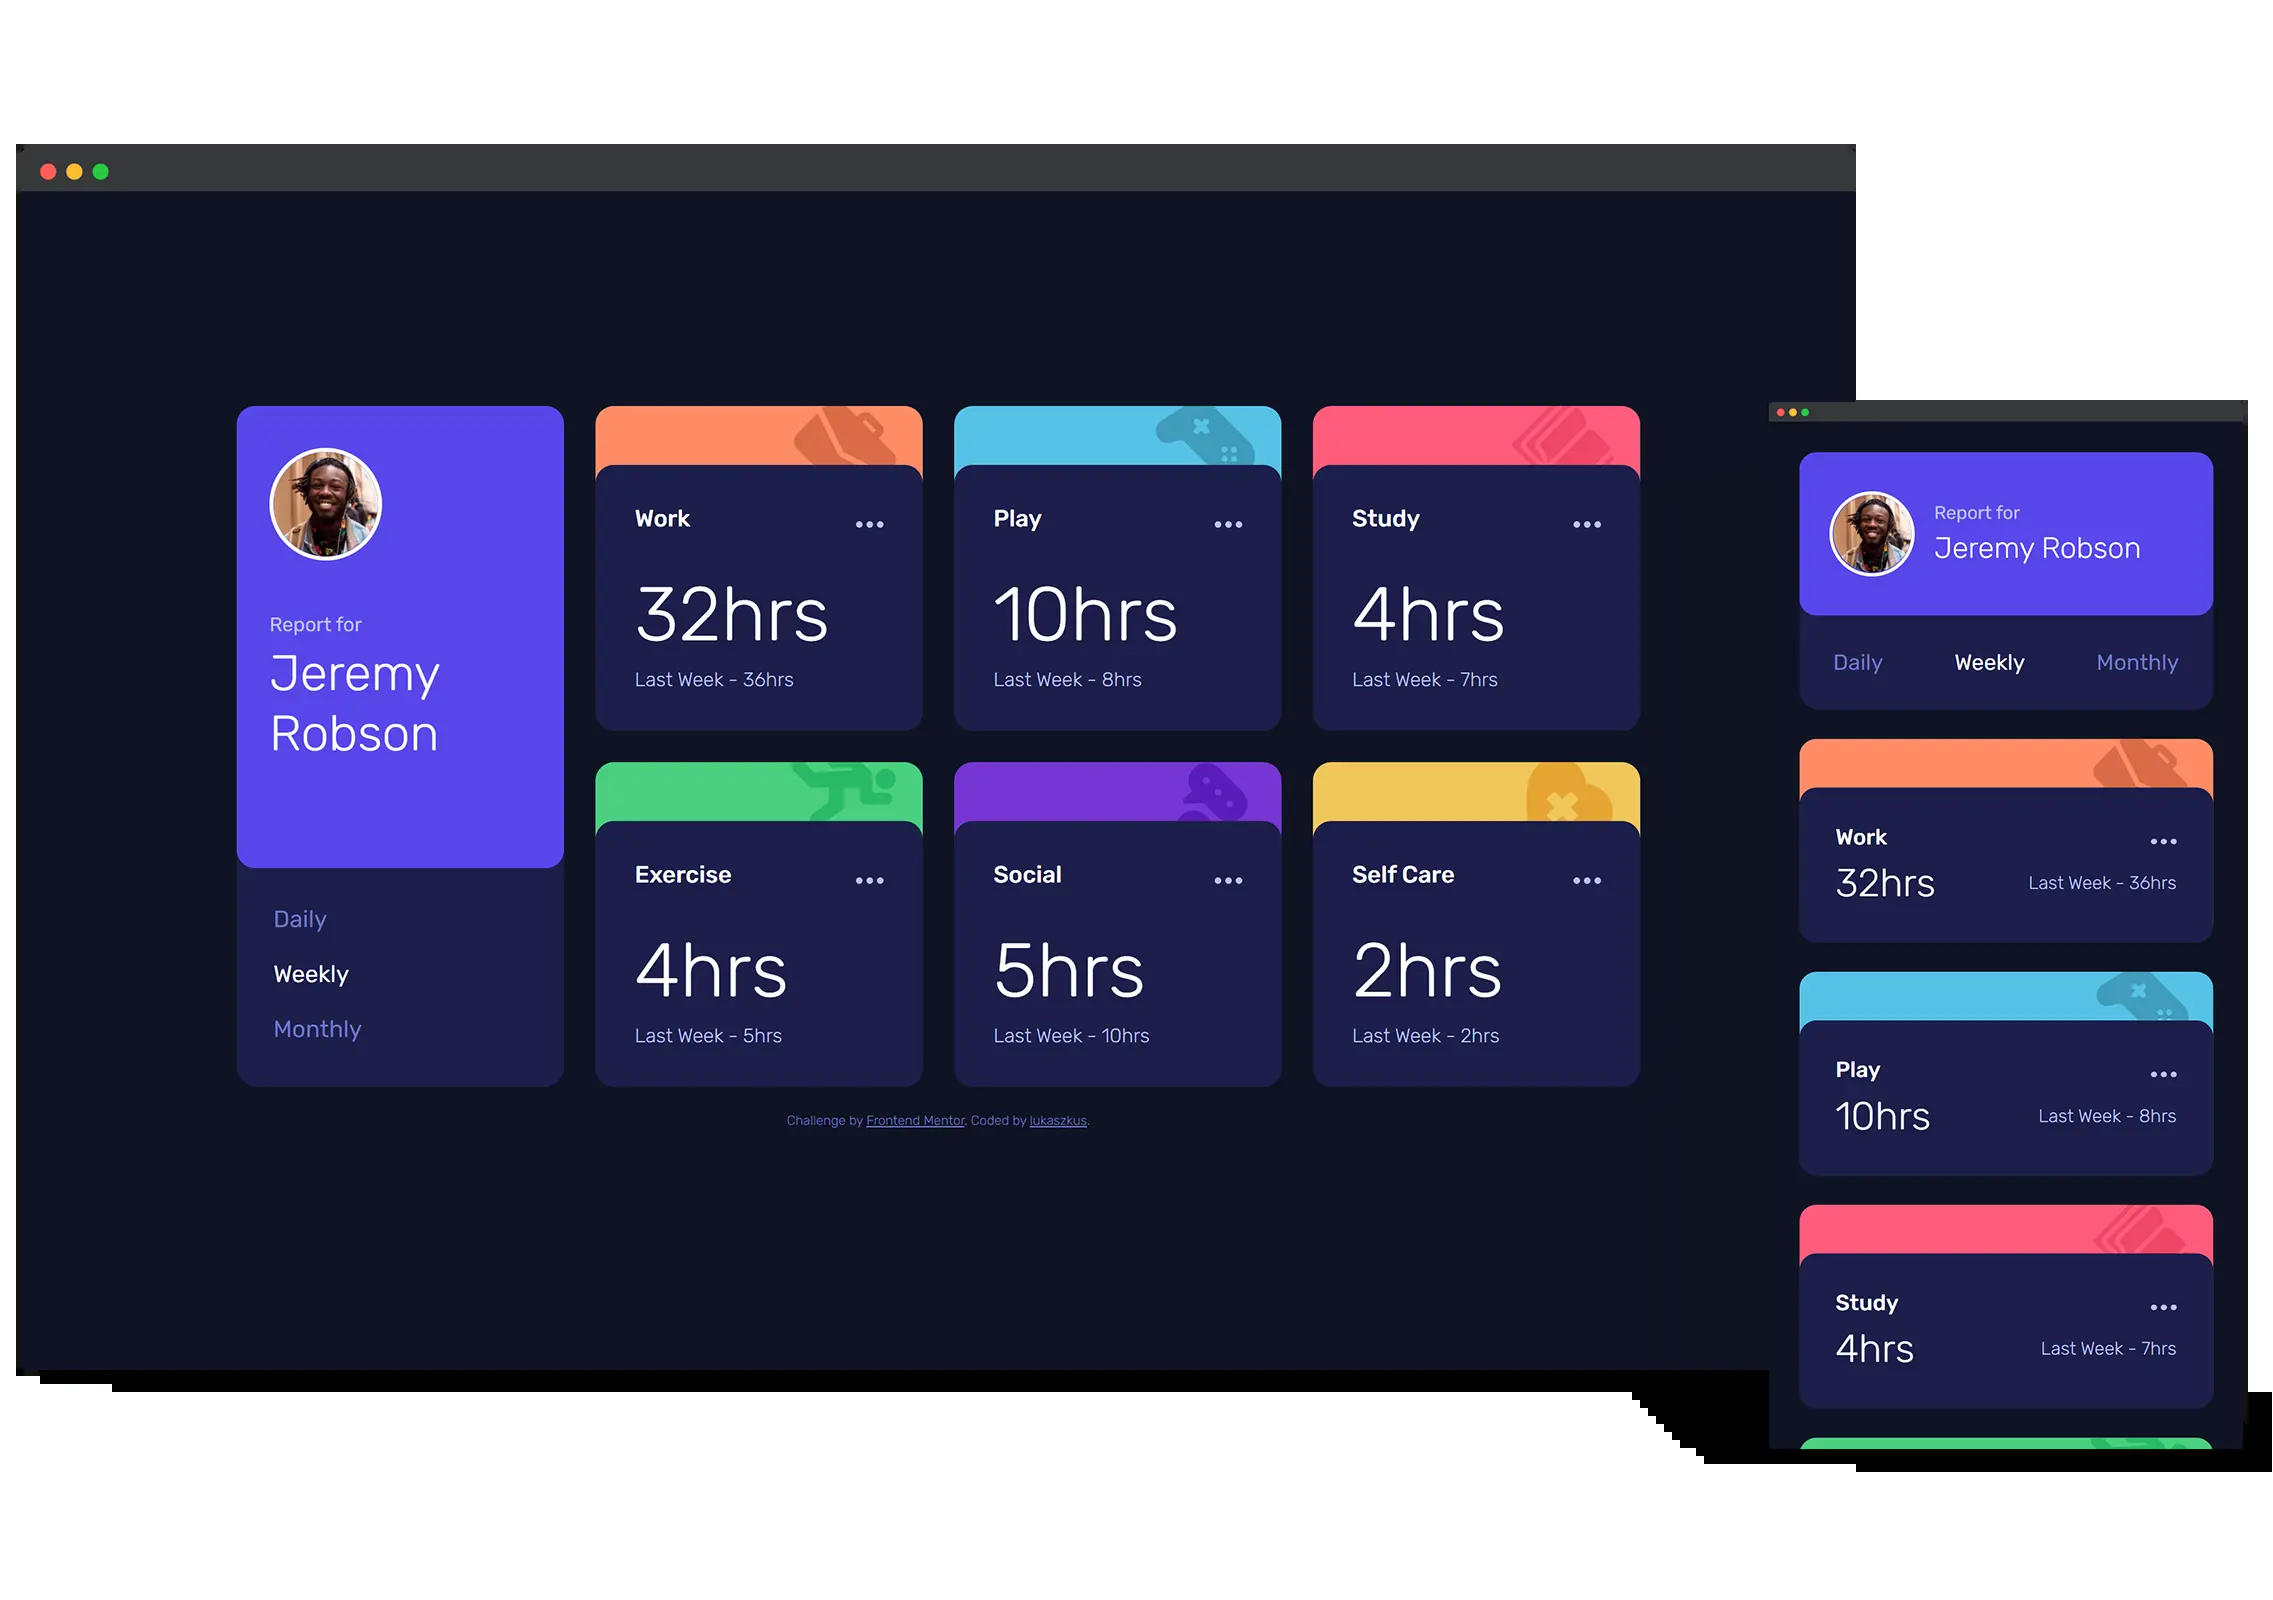 Report for
Jeremy
Robson
Daily
Weekly
Monthly
Work
32hrs
Last Week - 36hrs
Play
10hrs
Last Week - 8hrs
Study
4hrs
Last Week - 7hrs
Exercise
4hrs
Last Week - 5hrs
Social
5hrs
Last Week - 10hrs
Self Care
2hrs
Last Week - 2hrs
Challenge by Frontend Mentor. Coded by lukaszkus.
Report for
Jeremy Robson
Daily Weekly Monthly
Work
32hrs Last Week - 36hrs
Play
10hrs Last Week - 8hrs
Study
4hrs Last Week - 7hrs